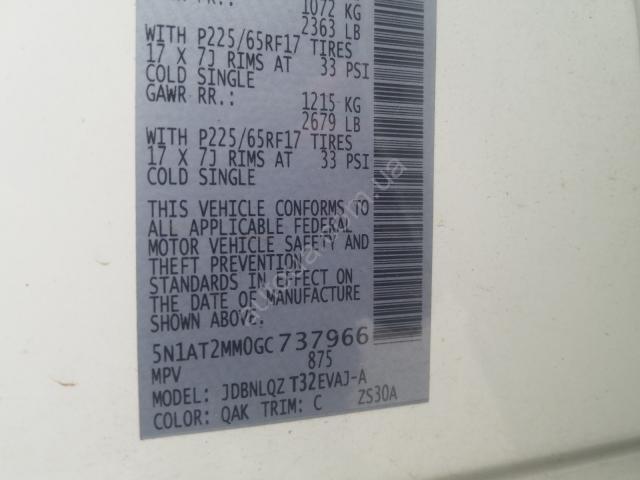 1072 KG
2363 LB
WITH P225/65RF17 TIRES
17 X 7J RIMS AT 33 PSI
COLD SINGLE
GAWR RR.: 1215 KG
2679 LB
WITH P225/65RF17 TIRES
17 X 7J RIMS AT 33 PSI
COLD SINGLE
THIS VEHICLE CONFORMS TO
ALL APPLICABLE FEDERAL
MOTOR VEHICLE SAFETY AND
THEFT PREVENTION
STANDARDS IN EFFECT ON
THE DATE OF MANUFACTURE
SHOWN ABOVE.
5N1AT2MM0GC737966
MPV 875
MODEL: JDBNLQZ T32EVAJ-A
COLOR: QAK TRIM: C ZS30A